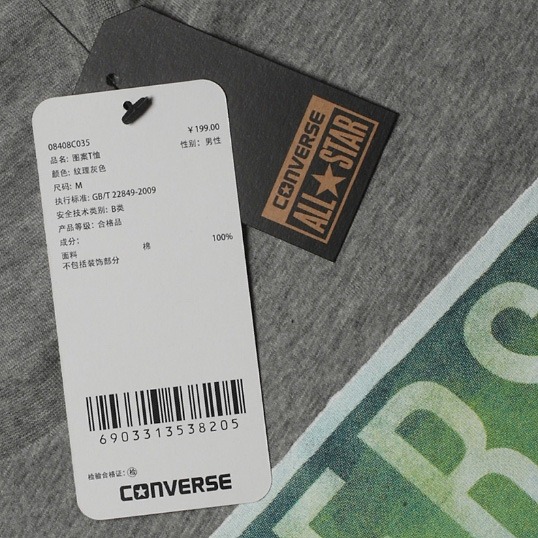 08408C035
¥199.00
品名: 图案T恤
性别: 男性
颜色: 纹理灰色
尺码: M
执行标准: GB/T 22849-2009
安全技术类别: B类
产品等级: 合格品
成分:
面料 棉 100%
不包括装饰部分
6903313538205
检验合格证: 检
CONVERSE
CONVERSE
ALL★STAR
ERS